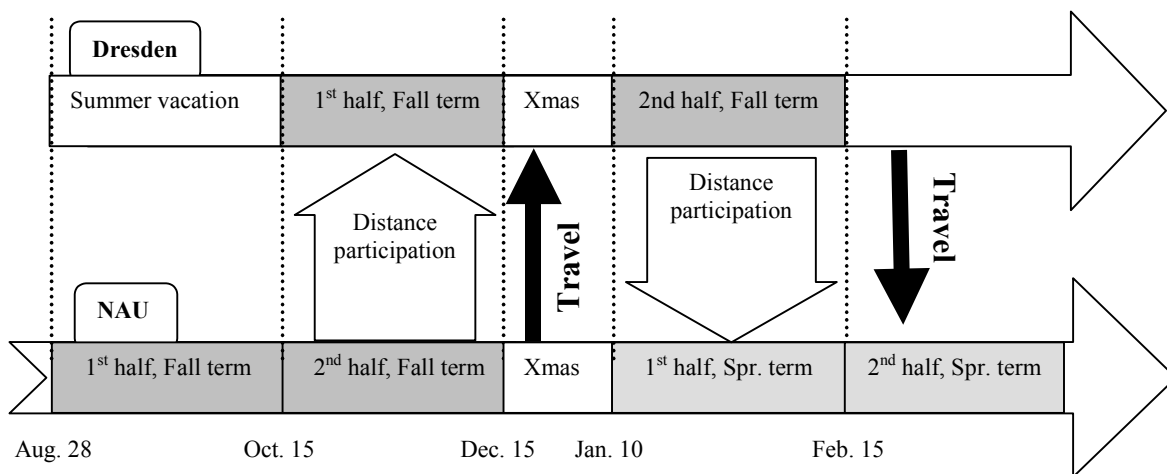 Dresden
Summer vacation
1st half, Fall term
Xmas
2nd half, Fall term
Distance
participation
Travel
Distance
participation
Travel
NAU
1st half, Fall term
2nd half, Fall term
Xmas
1st half, Spr. term
2nd half, Spr. term
Aug. 28
Oct. 15
Dec. 15
Jan. 10
Feb. 15